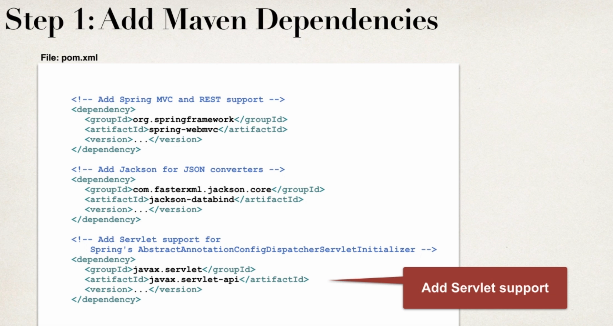 Step 1: Add Maven Dependencies
File: pom.xml
<!-- Add Spring MVC and REST support -->
<dependency>
<groupId>org.springframework</groupId>
<artifactId>spring-webmvc</artifactId>
<version>...</version>
</dependency>
<!-- Add Jackson for JSON converters -->
<dependency>
<groupId>com.fasterxml.jackson.core</groupId>
<artifactId>jackson-databind</artifactId>
<version>...</version>
</dependency>
<!-- Add Servlet support for
Spring's AbstractAnnotationConfigDispatcherServletInitializer -->
<dependency>
<groupId>javax.servlet</groupId>
<artifactId>javax.servlet-api</artifactId>
<version>...</version>
</dependency>
Add Servlet support